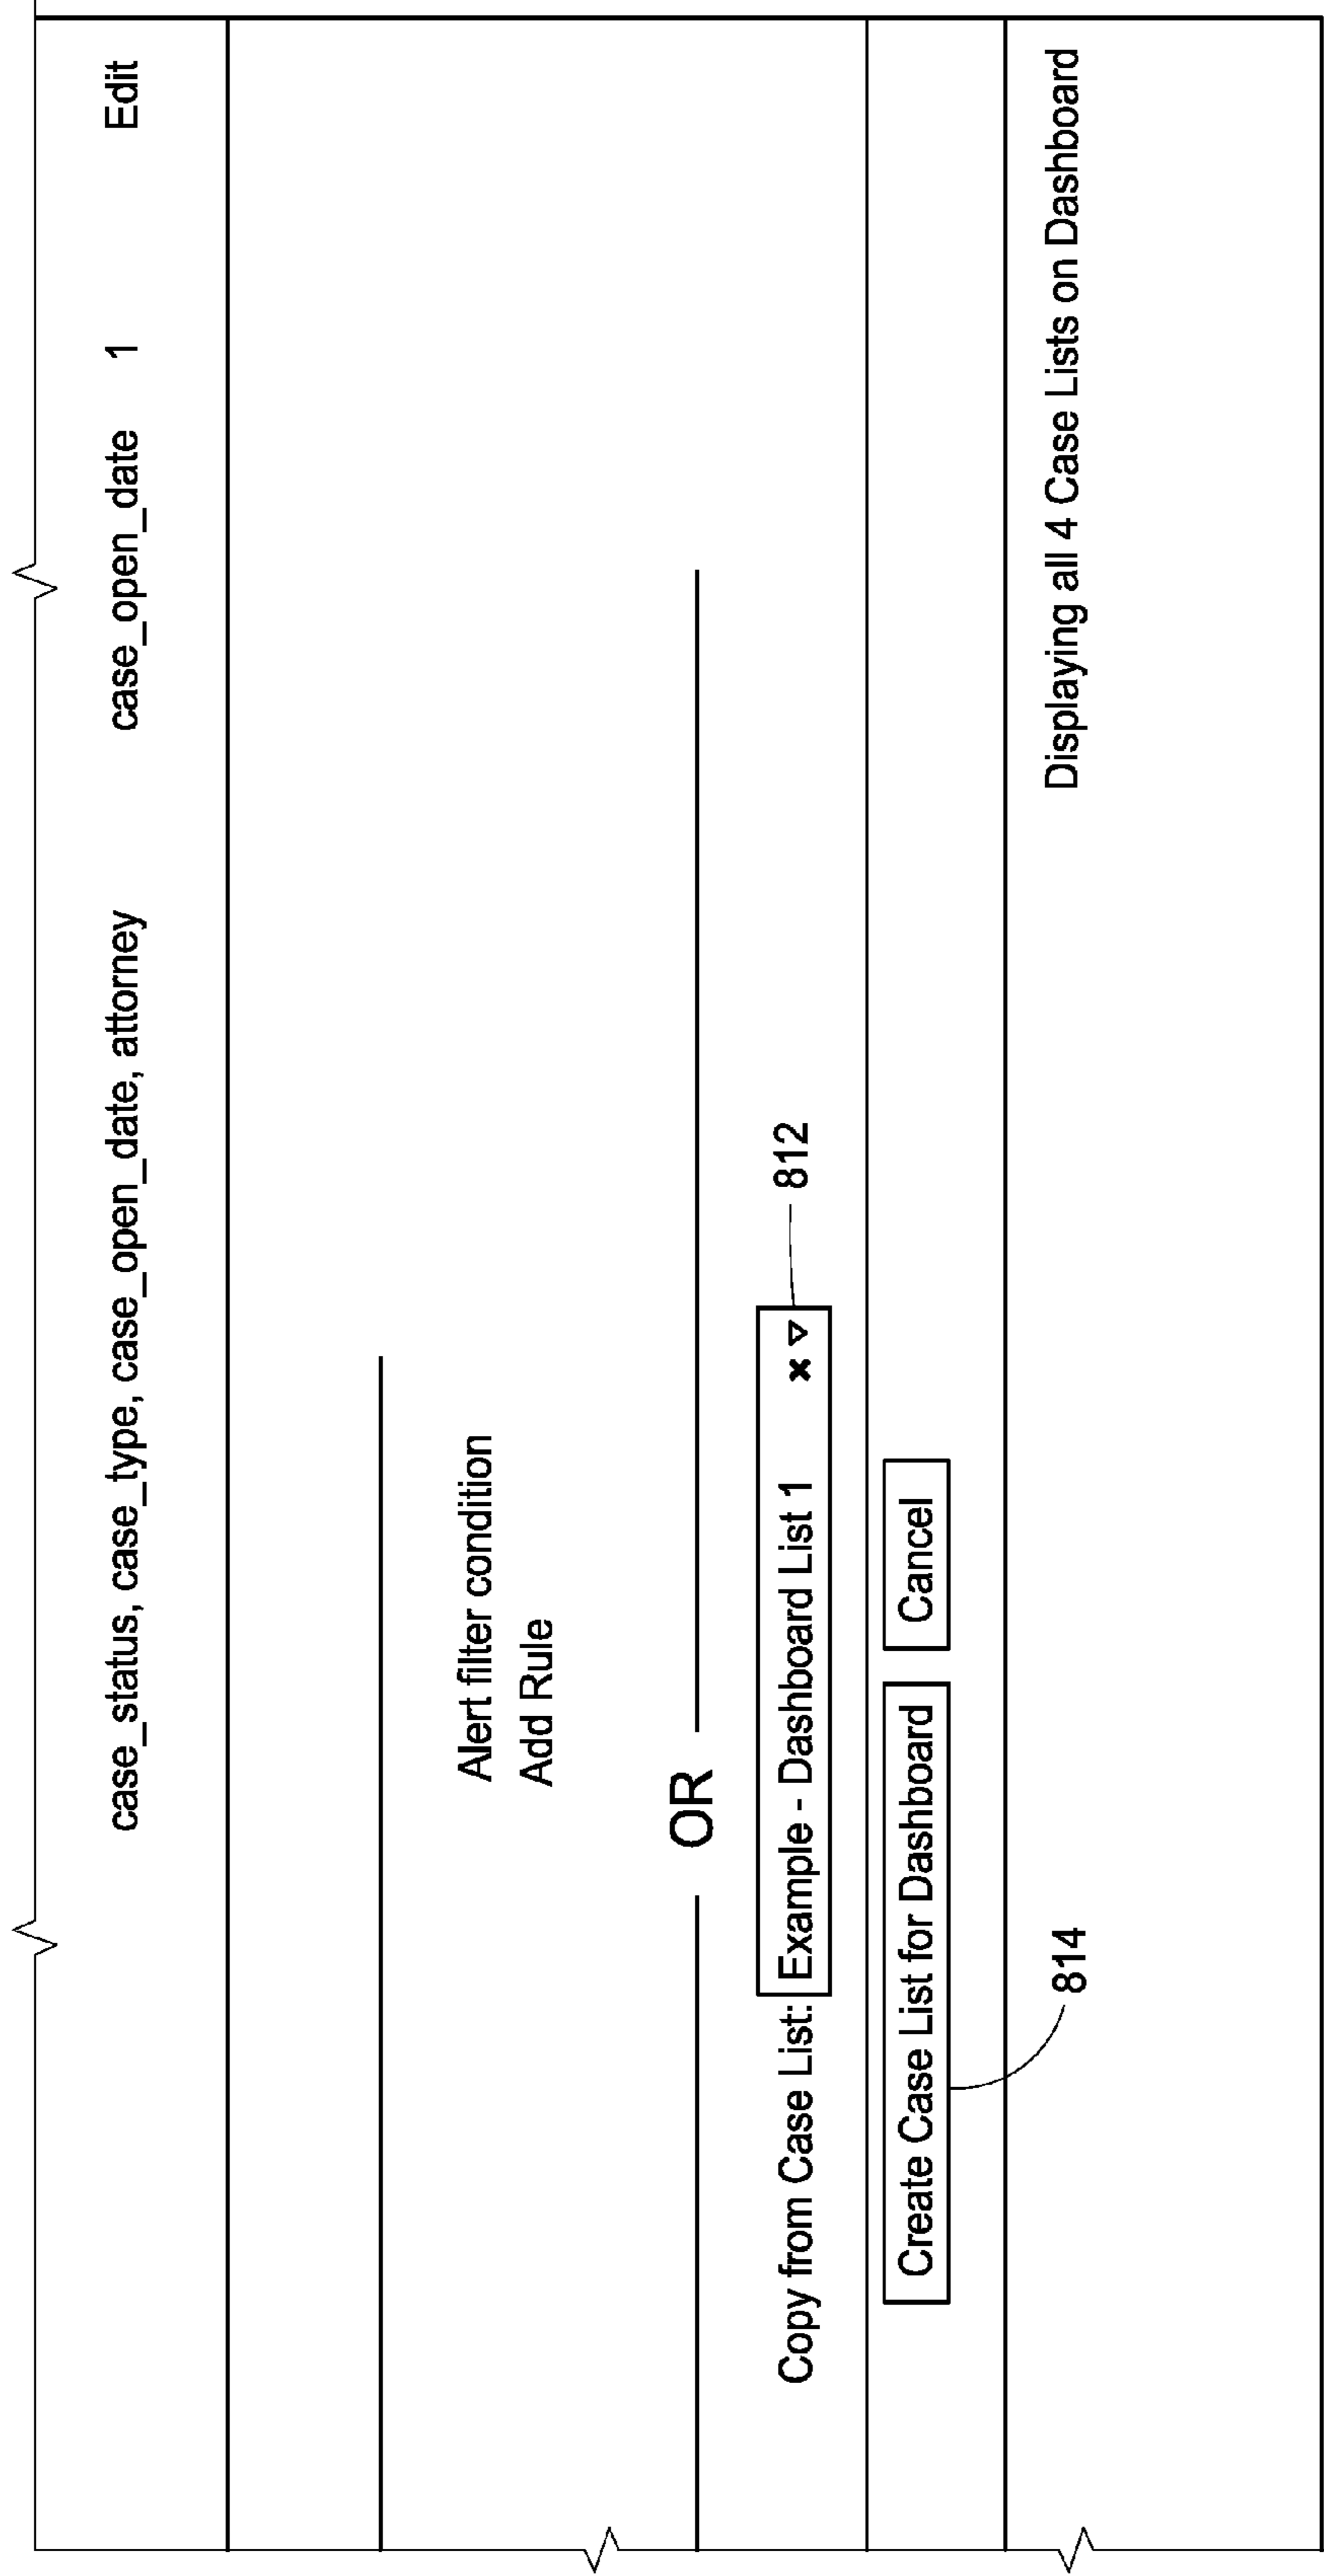 case_status, case_type, case_open_date, attorney case_open_date 1 Edit
Alert filter condition
Add Rule
OR
Copy from Case List: Example - Dashboard List 1 × ▿
812
Create Case List for Dashboard Cancel
814
Displaying all 4 Case Lists on Dashboard